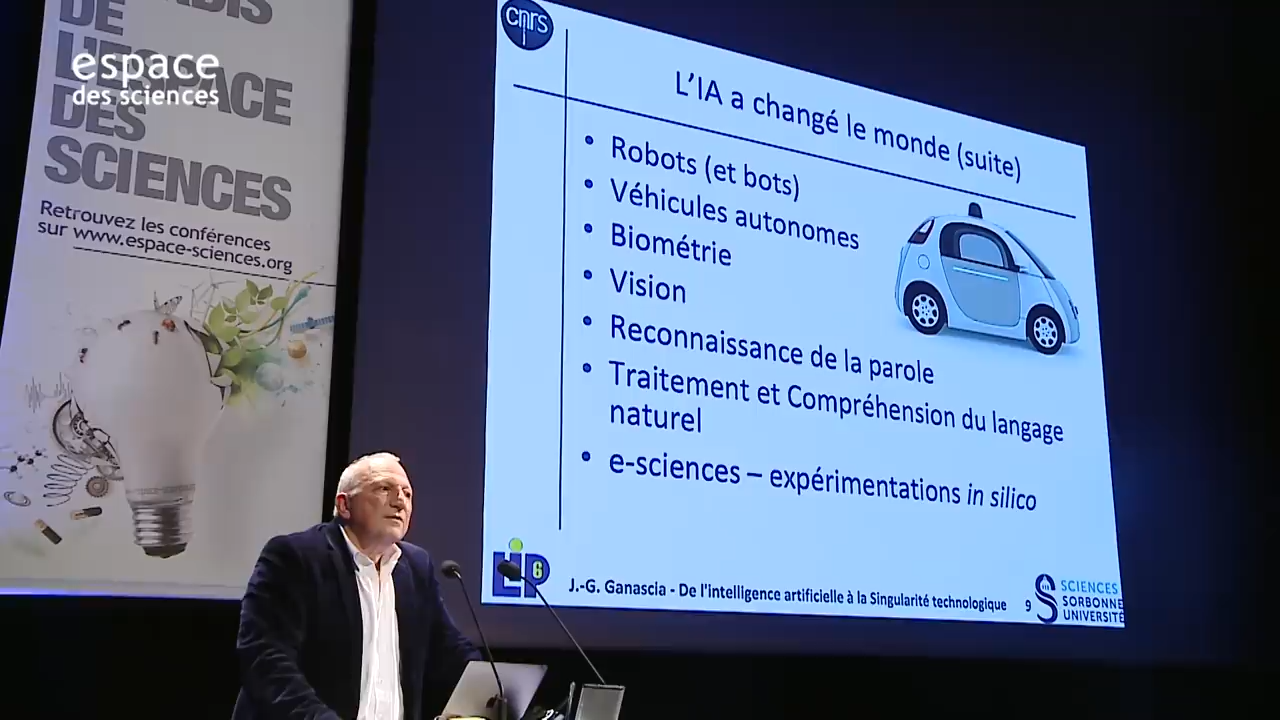 DE
L'ESPACE
DES
SCIENCES
Retrouvez les conférences
sur www.espace-sciences.org
espace
des sciences
cnrs
L'IA a changé le monde (suite)
• Robots (et bots)
• Véhicules autonomes
• Biométrie
• Vision
• Reconnaissance de la parole
• Traitement et Compréhension du langage
naturel
• e-sciences – expérimentations in silico
LIP6
J.-G. Ganascia - De l'intelligence artificielle à la Singularité technologique
9
SCIENCES
SORBONNE
UNIVERSITÉ